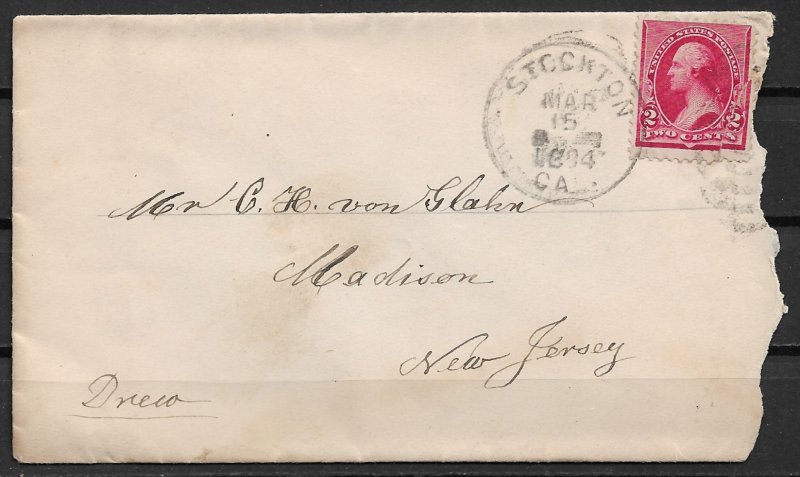 STOCKTON
MAR
15
1894
CAL.
UNITED STATES POSTAGE
2 2
TWO CENTS
Mr C. H. von Glahn
Madison
New Jersey
Drew